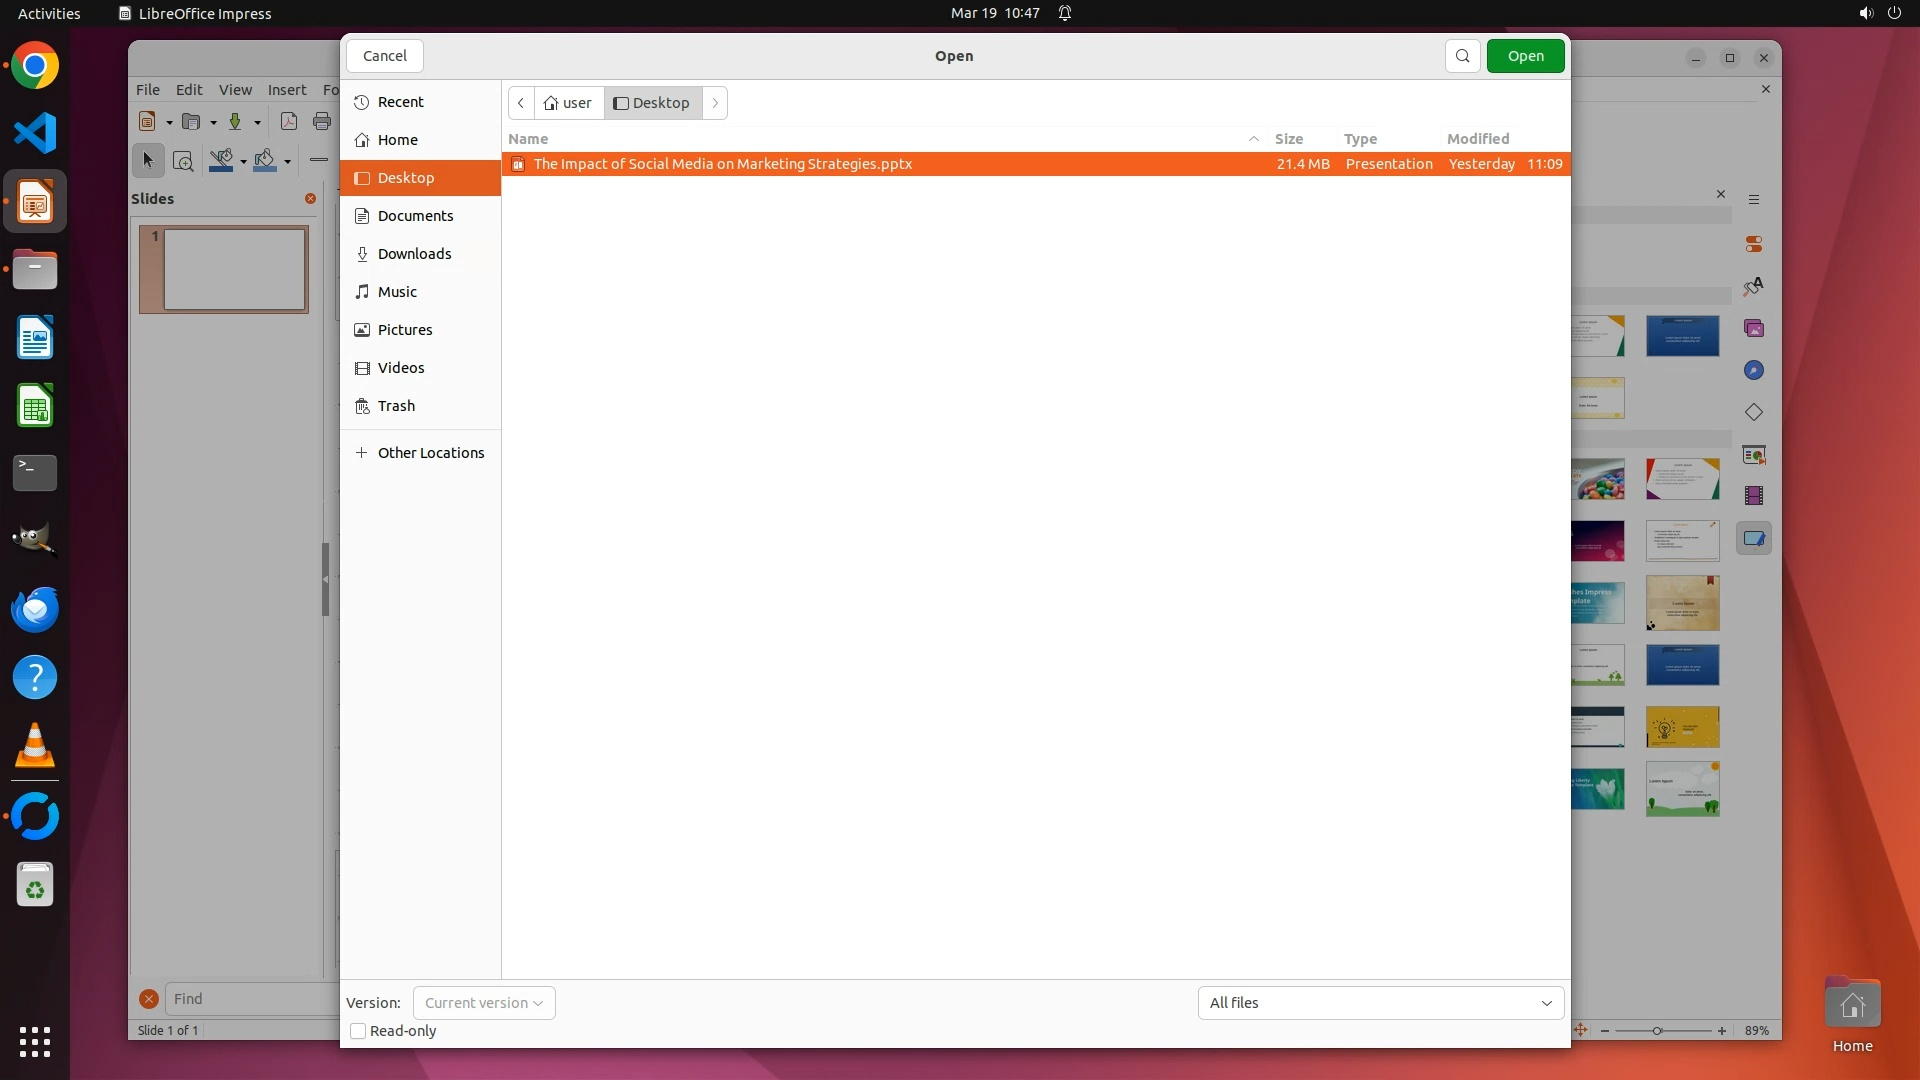 Activities
LibreOffice Impress
Mar 19 10:47
Cancel
Open
Open
File Edit View Insert Fo
Recent
Home
Desktop
Documents
Downloads
Music
Pictures
Videos
Trash
Other Locations
user
Desktop
Name
Size
Type
Modified
The Impact of Social Media on Marketing Strategies.pptx
21.4 MB
Presentation
Yesterday 11:09
Slides
1
Find
Slide 1 of 1
Version:
Current version
Read-only
All files
89%
Home